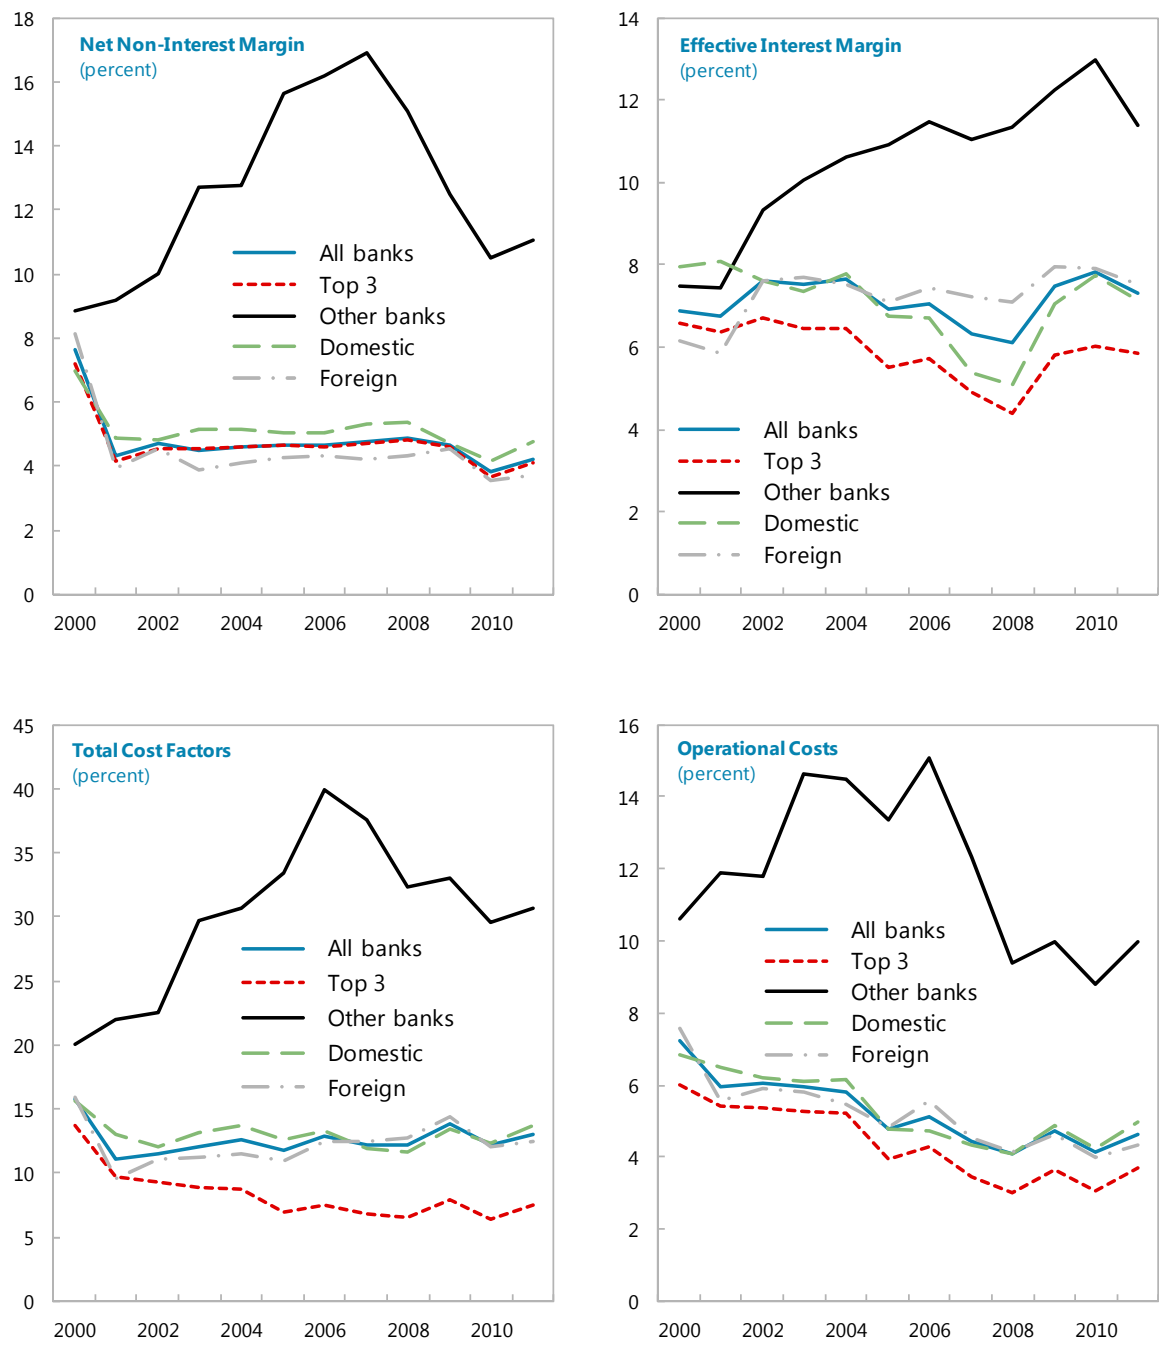 Net Non-Interest Margin
(percent)
18
16
14
12
10
8
6
4
2
0
All banks
Top 3
Other banks
Domestic
Foreign
2000 2002 2004 2006 2008 2010
Effective Interest Margin
(percent)
14
12
10
8
6
4
2
0
All banks
Top 3
Other banks
Domestic
Foreign
2000 2002 2004 2006 2008 2010
Total Cost Factors
(percent)
45
40
35
30
25
20
15
10
5
0
All banks
Top 3
Other banks
Domestic
Foreign
2000 2002 2004 2006 2008 2010
Operational Costs
(percent)
16
14
12
10
8
6
4
2
0
All banks
Top 3
Other banks
Domestic
Foreign
2000 2002 2004 2006 2008 2010